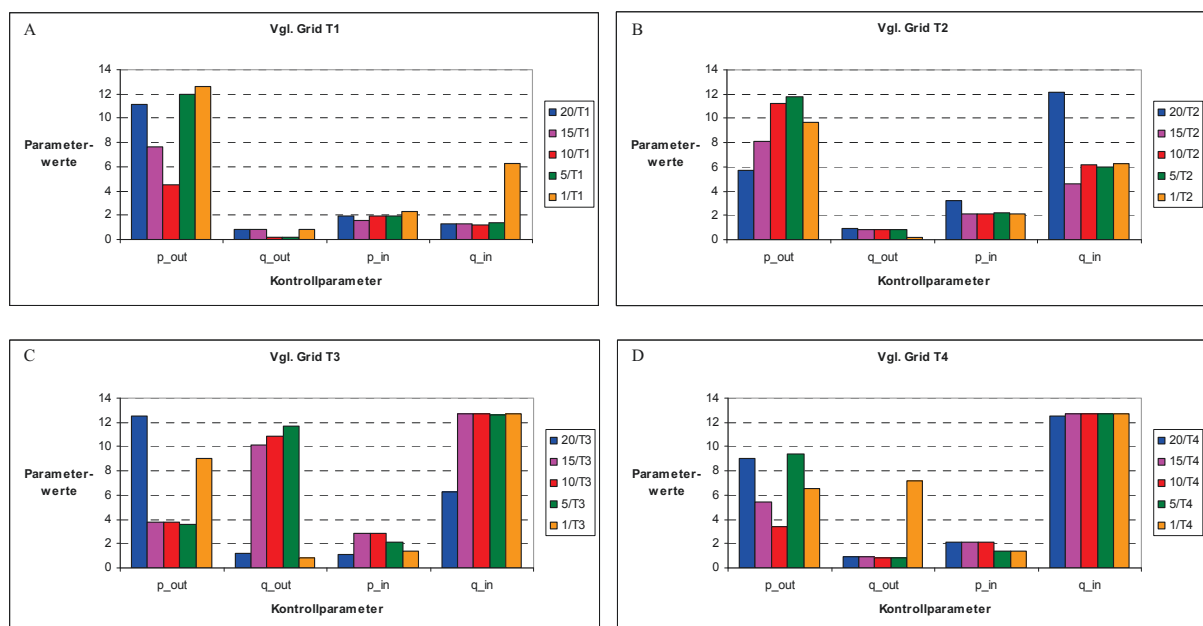 A
Vgl. Grid T1
14
12
10
8
6
4
2
0
Parameter-
werte
p_out
q_out
p_in
q_in
Kontrollparameter
20/T1
15/T1
10/T1
5/T1
1/T1
B
Vgl. Grid T2
14
12
10
8
6
4
2
0
Parameter-
werte
p_out
q_out
p_in
q_in
Kontrollparameter
20/T2
15/T2
10/T2
5/T2
1/T2
C
Vgl. Grid T3
14
12
10
8
6
4
2
0
Parameter-
werte
p_out
q_out
p_in
q_in
Kontrollparameter
20/T3
15/T3
10/T3
5/T3
1/T3
D
Vgl. Grid T4
14
12
10
8
6
4
2
0
Parameter-
werte
p_out
q_out
p_in
q_in
Kontrollparameter
20/T4
15/T4
10/T4
5/T4
1/T4